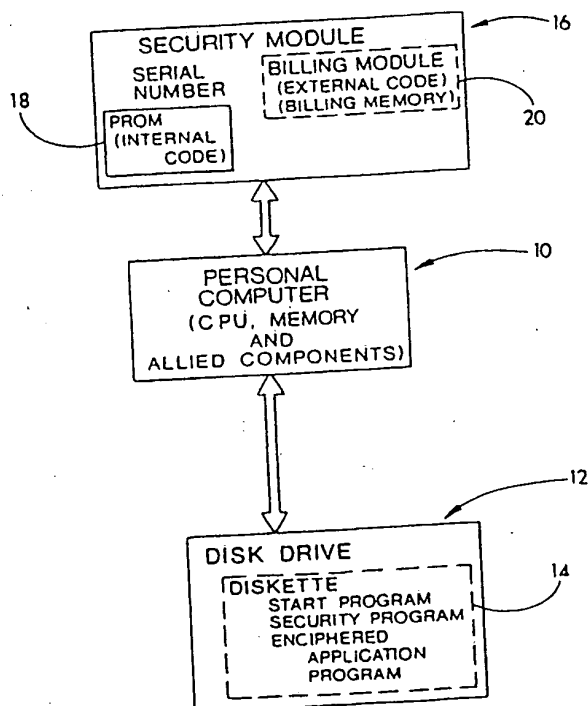 SECURITY MODULE
16
SERIAL
NUMBER
BILLING MODULE
(EXTERNAL CODE)
(BILLING MEMORY)
18
20
PROM
(INTERNAL
CODE)
PERSONAL
COMPUTER
(CPU, MEMORY
AND
ALLIED COMPONENTS)
10
12
DISK DRIVE
DISKETTE
START PROGRAM
SECURITY PROGRAM
ENCIPHERED
APPLICATION
PROGRAM
14